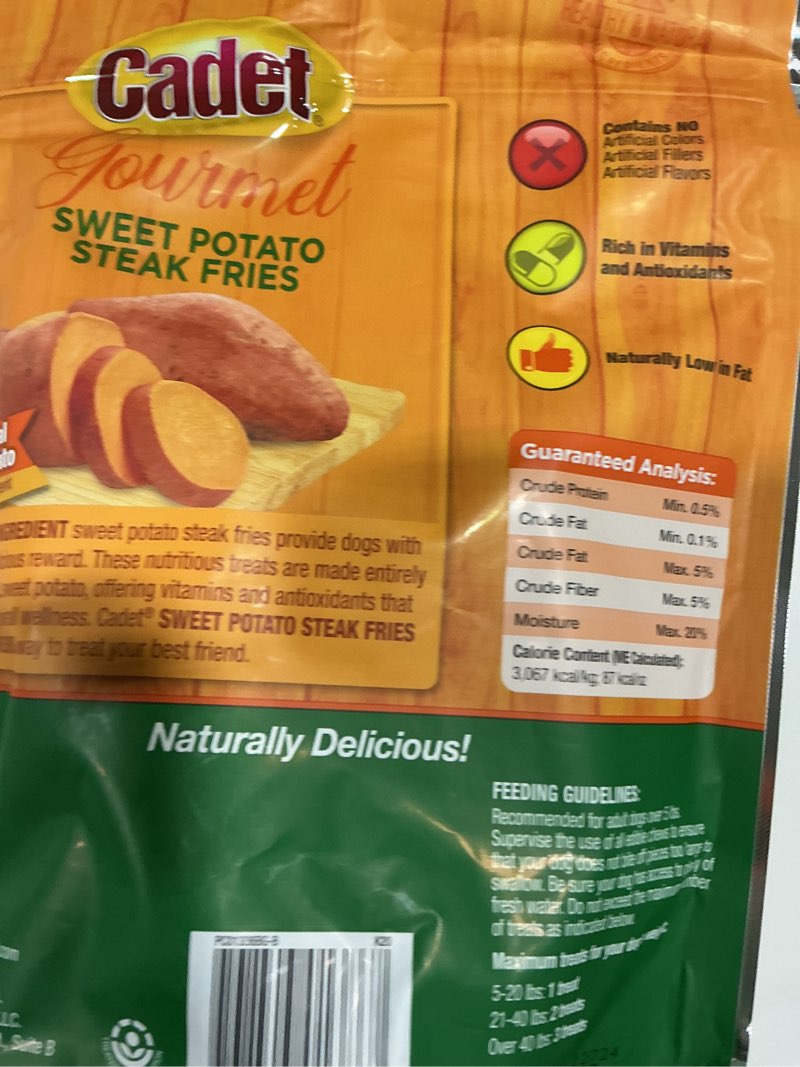 Cadet
Gourmet
SWEET POTATO
STEAK FRIES
Contains NO
Artificial Colors
Artificial Fillers
Artificial Flavors
Rich in Vitamins
and Antioxidants
Naturally Low in Fat
Guaranteed Analysis:
Crude Protein Min. 0.5%
Crude Fat Min. 0.1%
Crude Fat Max. 5%
Crude Fiber Max. 5%
Moisture Max. 20%
Calorie Content (ME Calculated):
3,067 kcal/kg; 87 kcal/oz
sweet potato steak fries provide dogs with
reward. These nutritious treats are made entirely
sweet potato, offering vitamins and antioxidants that
wellness. Cadet® SWEET POTATO STEAK FRIES
way to treat your best friend.
Naturally Delicious!
FEEDING GUIDELINES:
Recommended for adult dogs over 5 lbs.
Supervise the use of all edible chews to ensure
that your dog does not bite off pieces too large to
swallow. Be sure your dog has access to plenty of
fresh water. Do not exceed the maximum number
of treats as indicated below.
Maximum treats for your dog's
5-20 lbs: 1 treat
21-40 lbs: 2 treats
Over 40 lbs: 3 treats
LLC.
Suite B